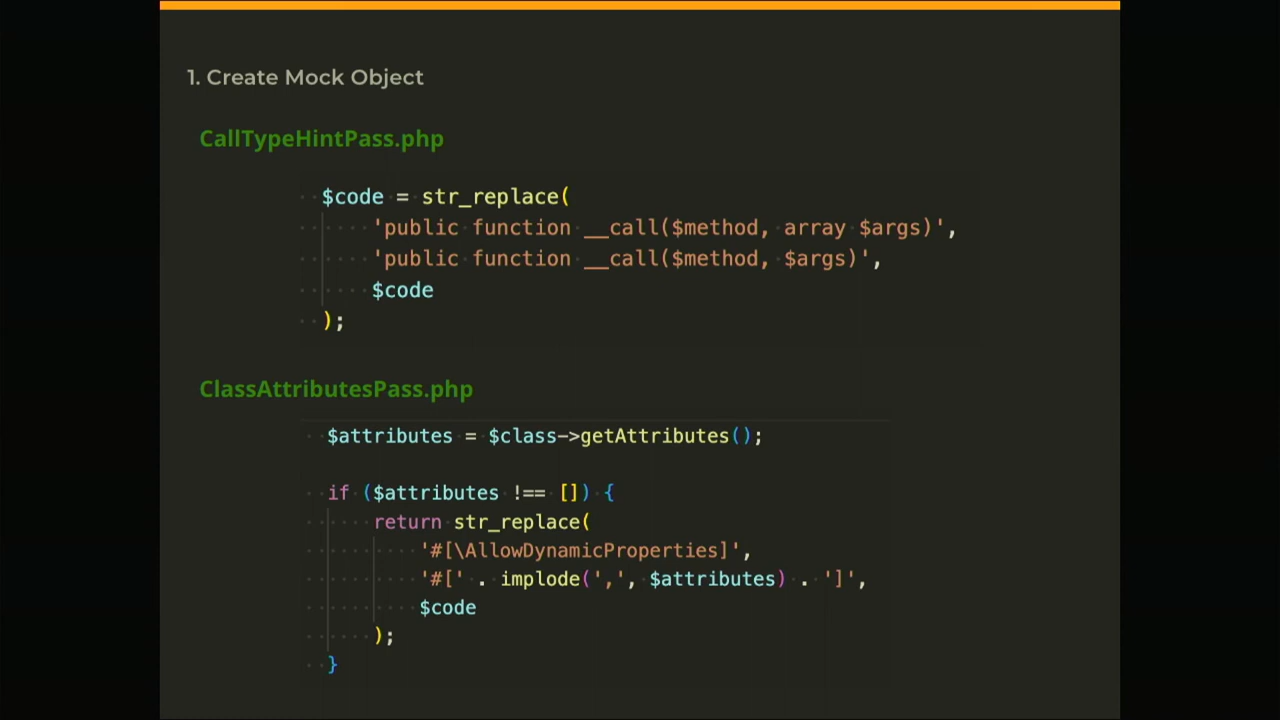 1. Create Mock Object
CallTypeHintPass.php
$code = str_replace(
'public function __call($method, array $args)',
'public function __call($method, $args)',
$code
);
ClassAttributesPass.php
$attributes = $class->getAttributes();
if ($attributes !== []) {
return str_replace(
'#[\AllowDynamicProperties]',
'#[' . implode(',', $attributes) . ']',
$code
);
}